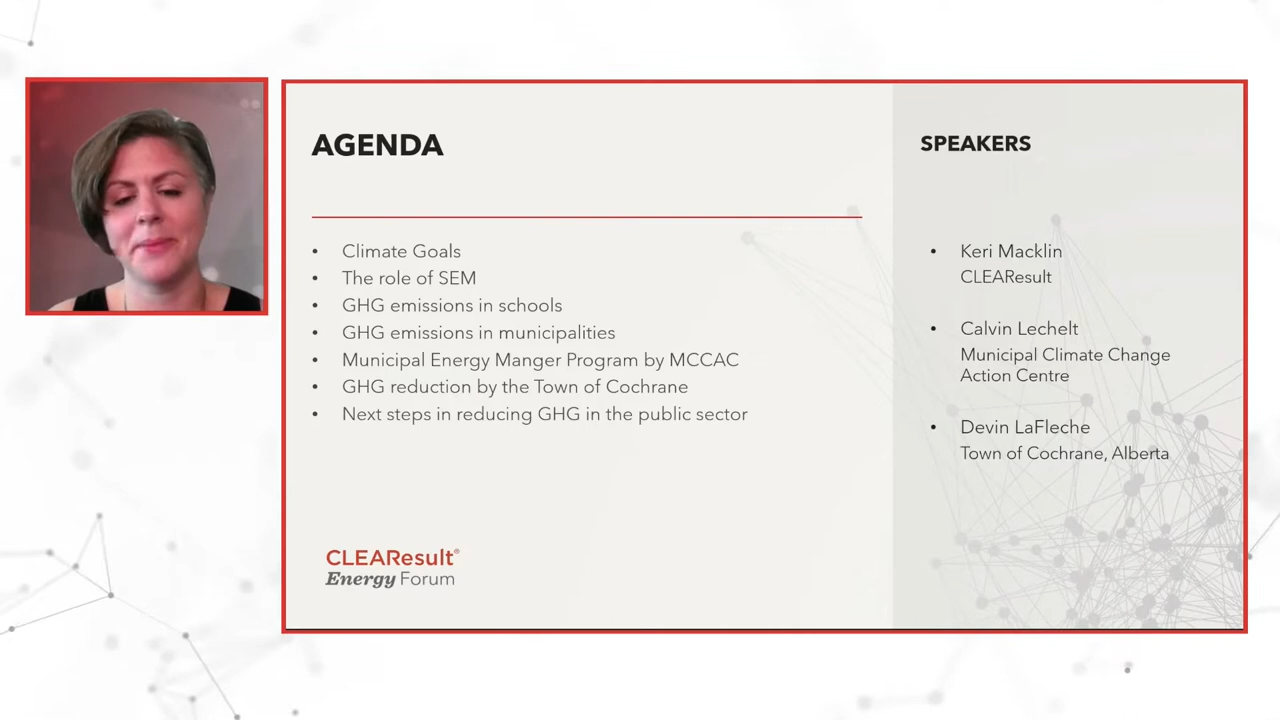 AGENDA
• Climate Goals
• The role of SEM
• GHG emissions in schools
• GHG emissions in municipalities
• Municipal Energy Manger Program by MCCAC
• GHG reduction by the Town of Cochrane
• Next steps in reducing GHG in the public sector
CLEAResult®
Energy Forum
SPEAKERS
• Keri Macklin
CLEAResult
• Calvin Lechelt
Municipal Climate Change
Action Centre
• Devin LaFleche
Town of Cochrane, Alberta